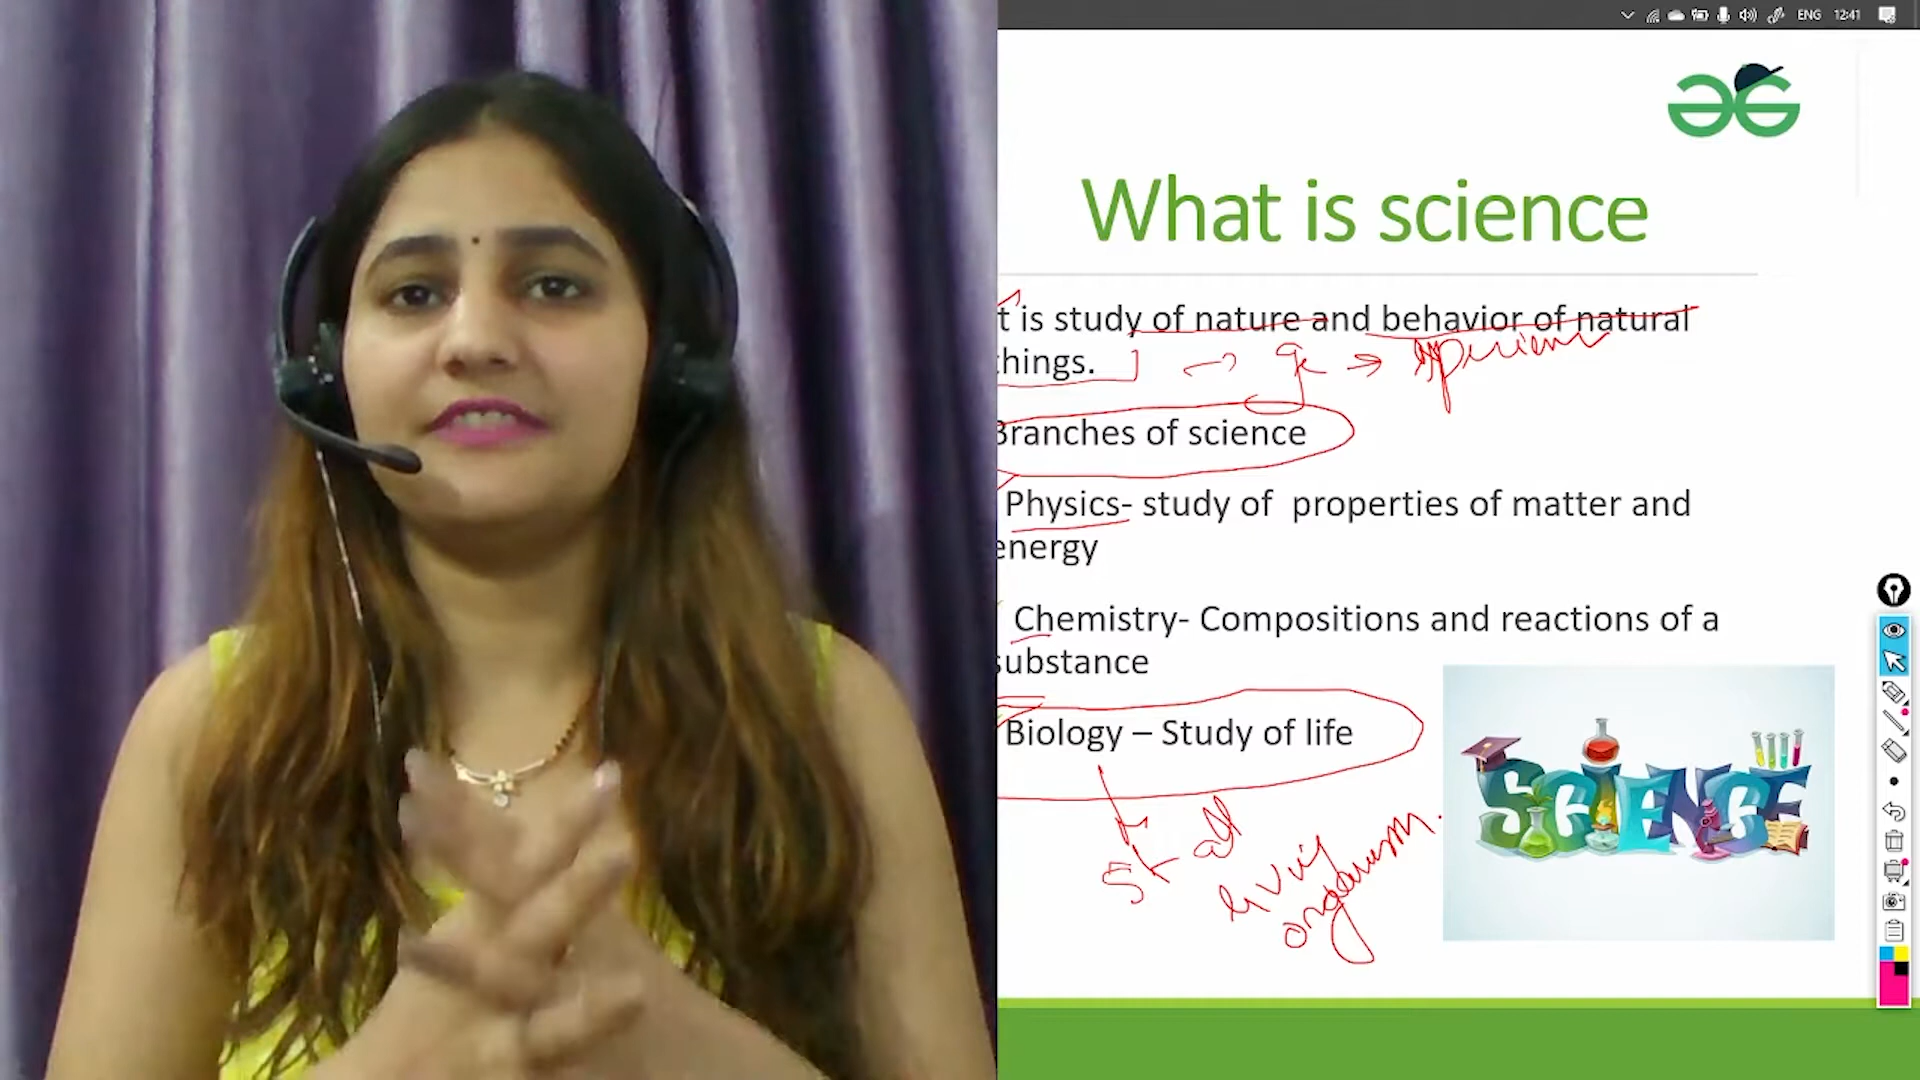 ENG 12:41
What is science
t is study of nature and behavior of natural
things.
Branches of science
Physics- study of properties of matter and
energy
Chemistry- Compositions and reactions of a
substance
Biology – Study of life
all
living
organism.
SCIENCE